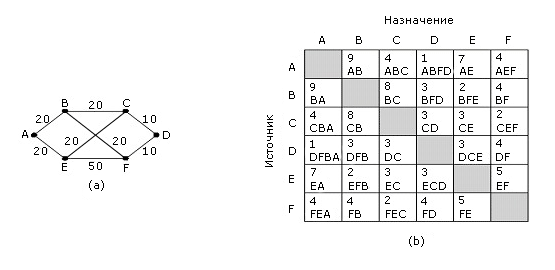 Назначение
A B C D E F
A 9 AB 4 ABC 1 ABFD 7 AE 4 AEF
B 9 BA 8 BC 3 BFD 2 BFE 4 BF
C 4 CBA 8 CB 3 CD 3 CE 2 CEF
D 1 DFBA 3 DFB 3 DC 3 DCE 4 DF
E 7 EA 2 EFB 3 EC 3 ECD 5 EF
F 4 FEA 4 FB 2 FEC 4 FD 5 FE
Источник
(b)
B 20 C
20 10
A 20 20 D
20 10
E 50 F
(a)